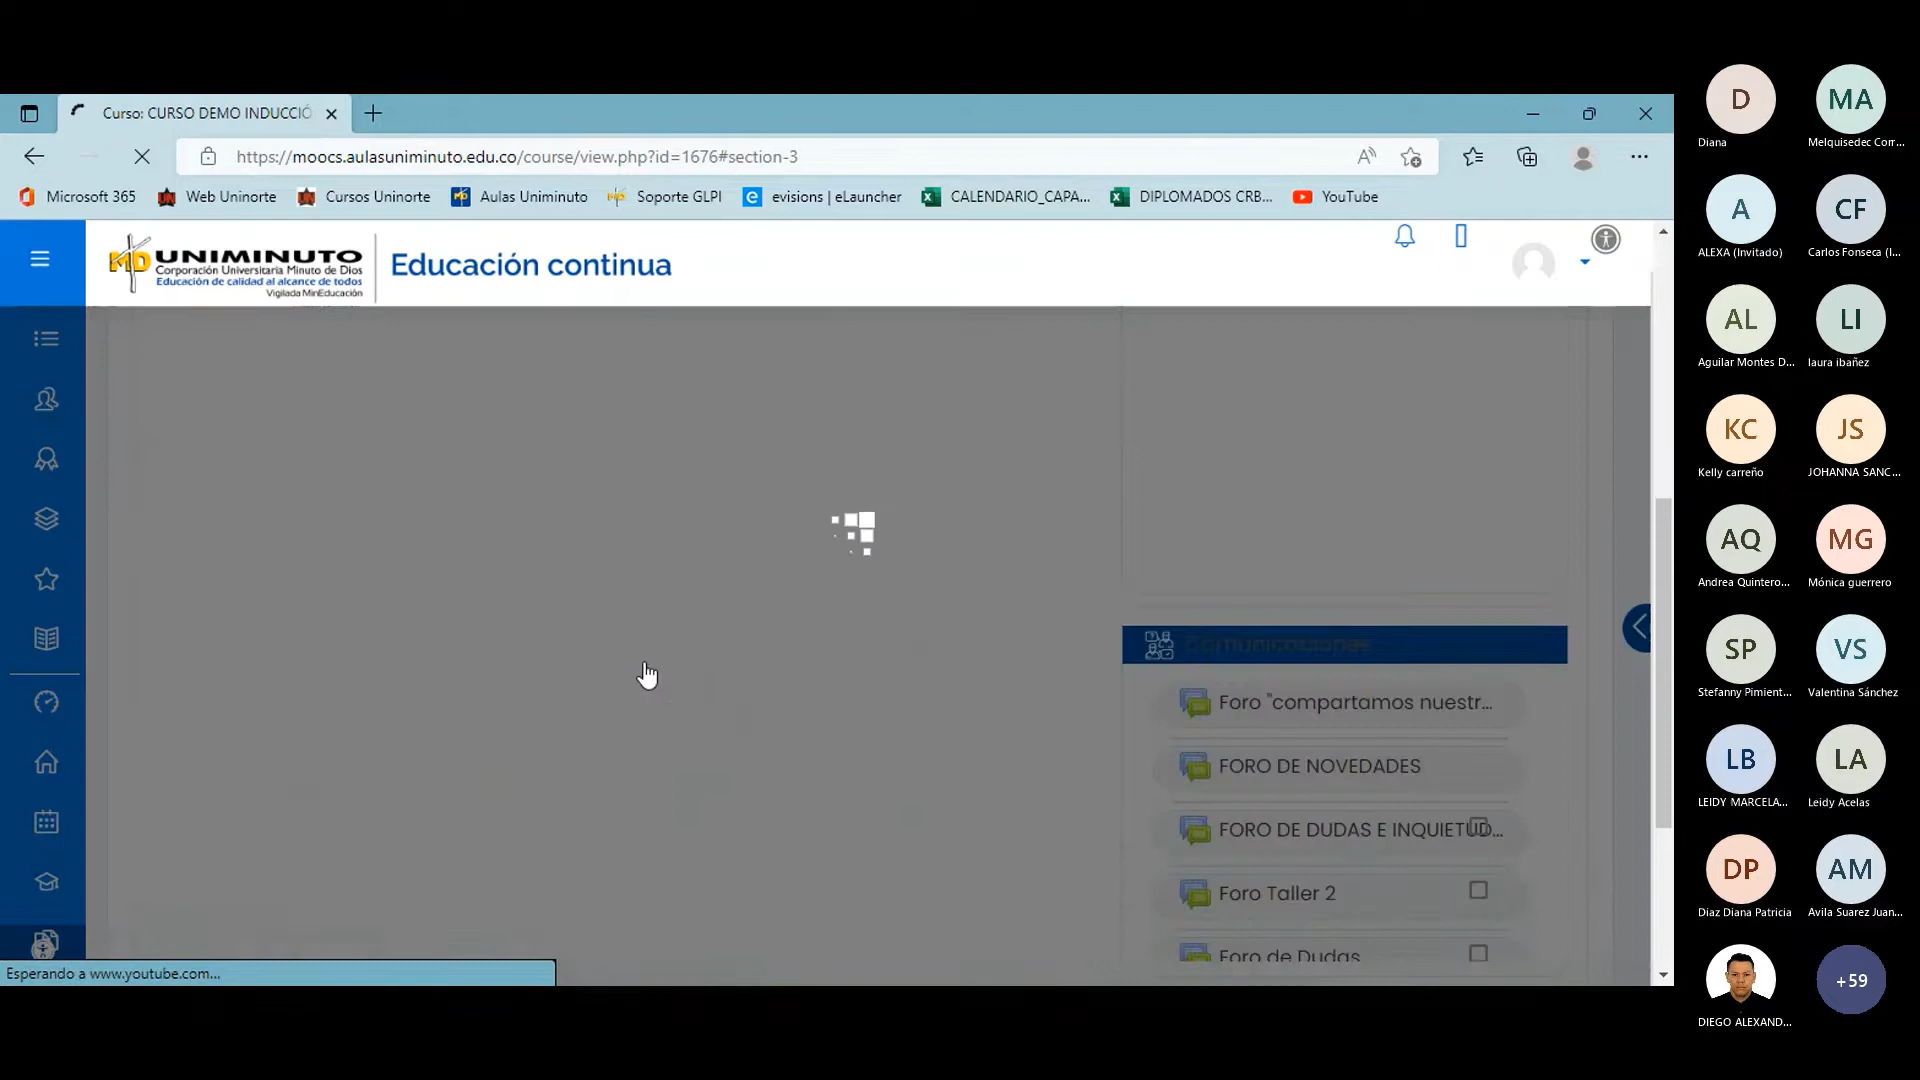 Curso: CURSO DEMO INDUCCIÓ
https://moocs.aulasuniminuto.edu.co/course/view.php?id=1676#section-3
Microsoft 365
Web Uninorte
Cursos Uninorte
Aulas Uniminuto
Soporte GLPI
evisions | eLauncher
CALENDARIO_CAPA...
DIPLOMADOS CRB...
YouTube
UNIMINUTO
Corporación Universitaria Minuto de Dios
Educación de calidad al alcance de todos
Vigilada MinEducación
Educación continua
Comunicaciones
Foro "compartamos nuestr...
FORO DE NOVEDADES
FORO DE DUDAS E INQUIETUD...
Foro Taller 2
Foro de Dudas
Esperando a www.youtube.com...
D
Diana
MA
Melquisedec Corr...
A
ALEXA (Invitado)
CF
Carlos Fonseca (I...
AL
Aguilar Montes D...
LI
laura ibañez
KC
Kelly carreño
JS
JOHANNA SANC...
AQ
Andrea Quintero...
MG
Mónica guerrero
SP
Stefanny Pimient...
VS
Valentina Sánchez
LB
LEIDY MARCELA...
LA
Leidy Acelas
DP
Diaz Diana Patricia
AM
Avila Suarez Juan...
DIEGO ALEXAND...
+59